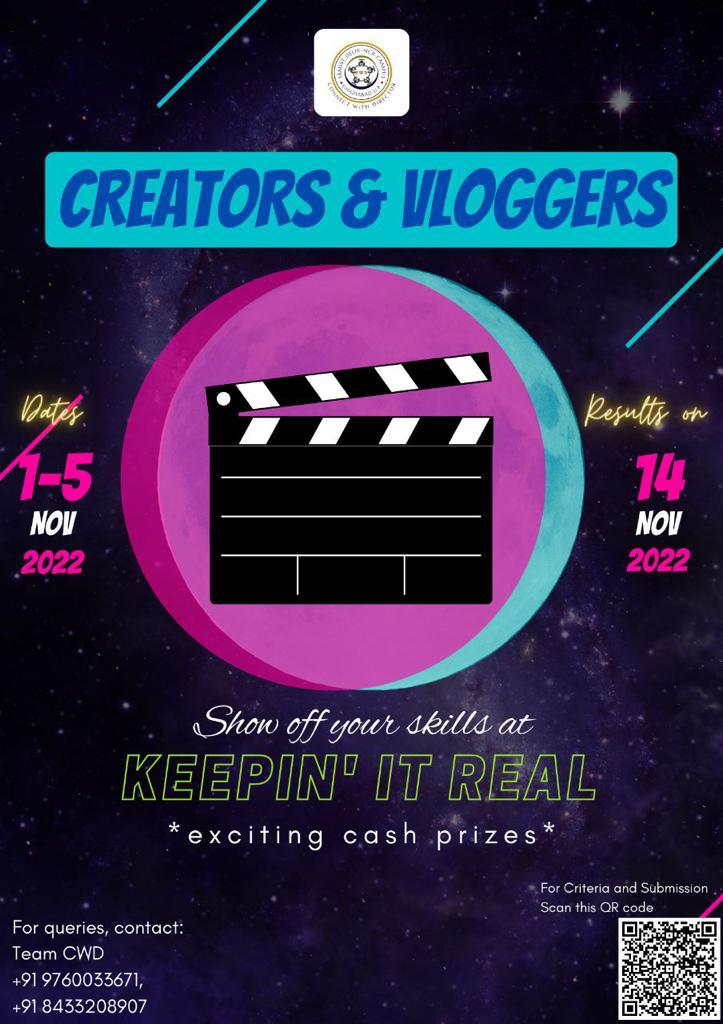 SRMIST DELHI-NCR CAMPUS
GHAZIABAD U.P.
CONNECT WITH DIRECTOR
CREATORS & VLOGGERS
Dates
1-5
NOV
2022
Results on
14
NOV
2022
Show off your skills at
KEEPIN' IT REAL
*exciting cash prizes*
For Criteria and Submission
Scan this QR code
For queries, contact:
Team CWD
+91 9760033671,
+91 8433208907